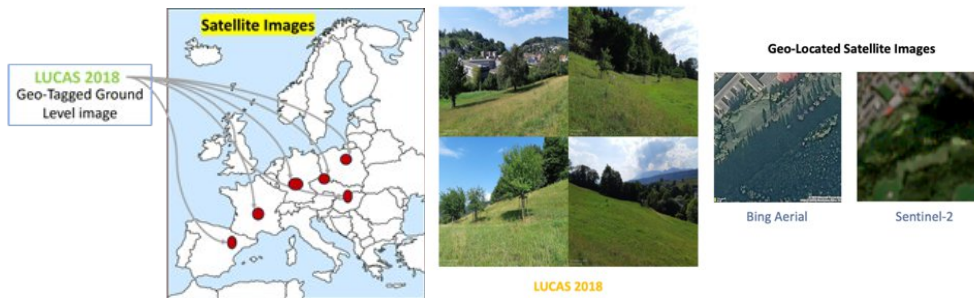 Satellite Images
LUCAS 2018
Geo-Tagged Ground
Level image
LUCAS 2018
Geo-Located Satellite Images
Bing Aerial
Sentinel-2